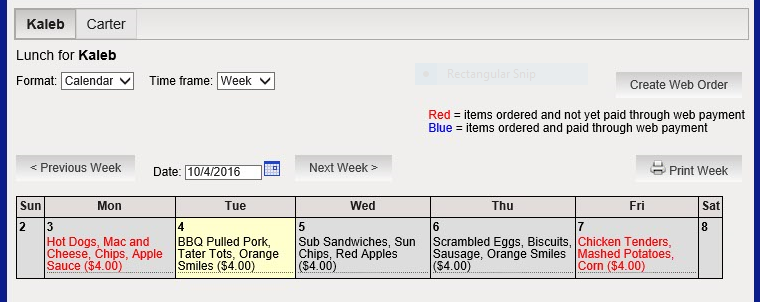 Kaleb Carter
Lunch for Kaleb
Format: Calendar Time frame: Week
Rectangular Snip
Create Web Order
Red = items ordered and not yet paid through web payment
Blue = items ordered and paid through web payment
< Previous Week Date: 10/4/2016 Next Week > Print Week
Sun Mon Tue Wed Thu Fri Sat
2 3 4 5 6 7 8
Hot Dogs, Mac and
Cheese, Chips, Apple
Sauce ($4.00)
BBQ Pulled Pork,
Tater Tots, Orange
Smiles ($4.00)
Sub Sandwiches, Sun
Chips, Red Apples
($4.00)
Scrambled Eggs, Biscuits,
Sausage, Orange Smiles
($4.00)
Chicken Tenders,
Mashed Potatoes,
Corn ($4.00)